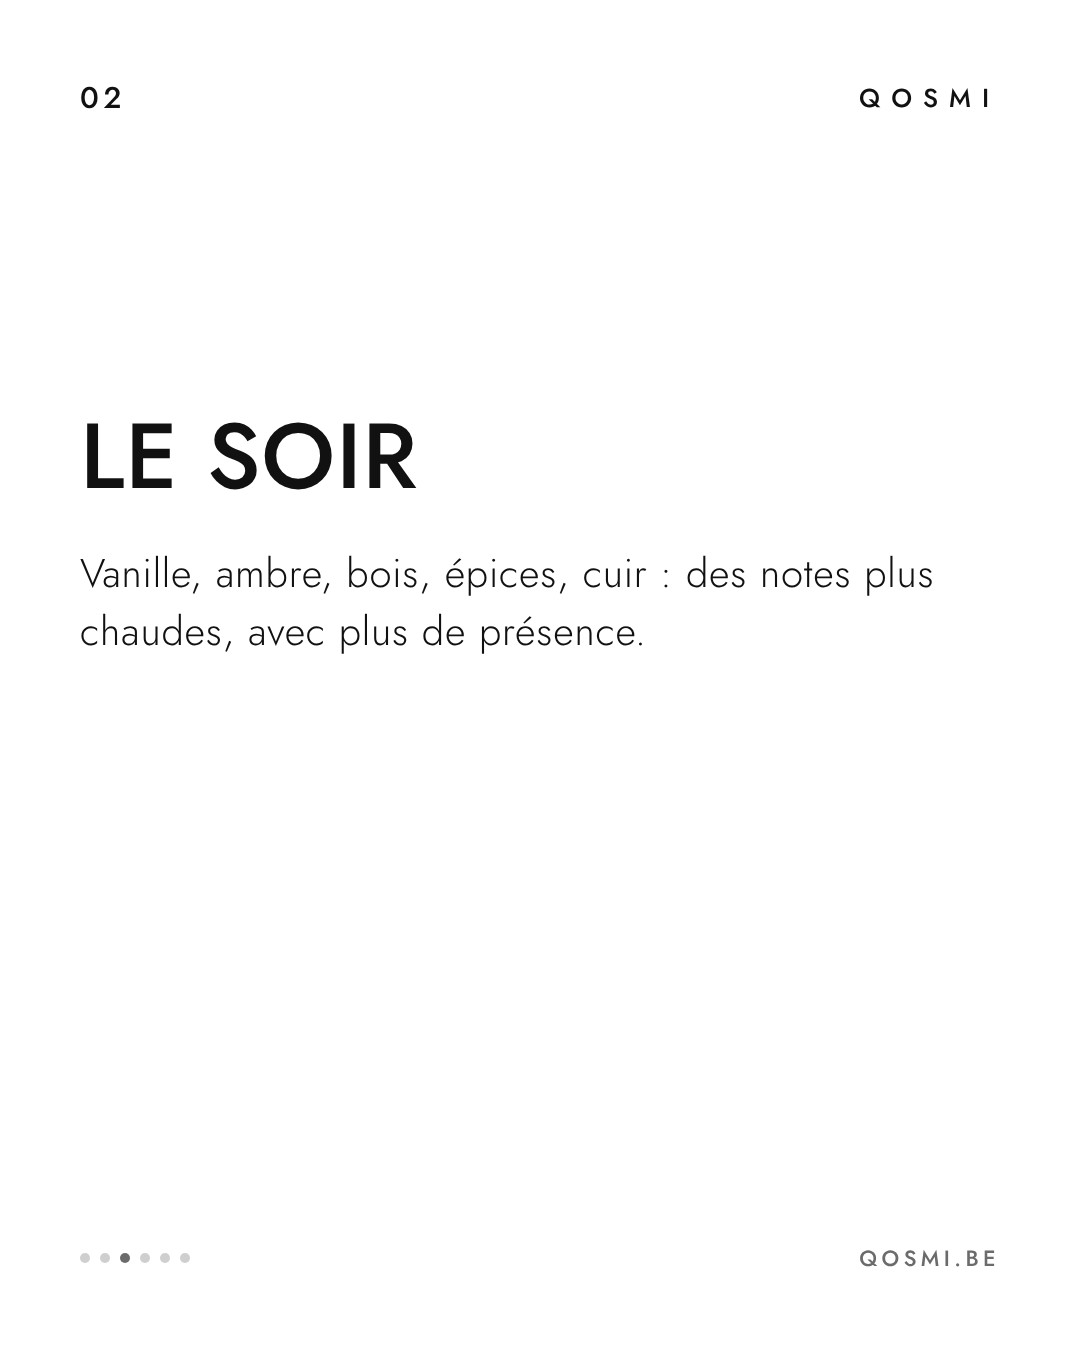 02
QOSMI
LE SOIR
Vanille, ambre, bois, épices, cuir : des notes plus
chaudes, avec plus de présence.
QOSMI.BE